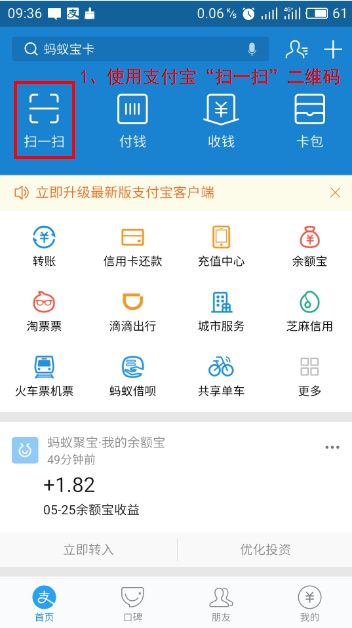 09:36 支 0.06 K/s 4G 61
蚂蚁宝卡
1、使用支付宝“扫一扫”二维码
扫一扫 付钱 收钱 卡包
立即升级最新版支付宝客户端
转账 信用卡还款 充值中心 余额宝
淘票票 滴滴出行 城市服务 芝麻信用
火车票机票 蚂蚁借呗 共享单车 更多
蚂蚁聚宝·我的余额宝
49分钟前
+1.82
05-25余额宝收益
立即转入 优化投资
支
首页 口碑 朋友 我的